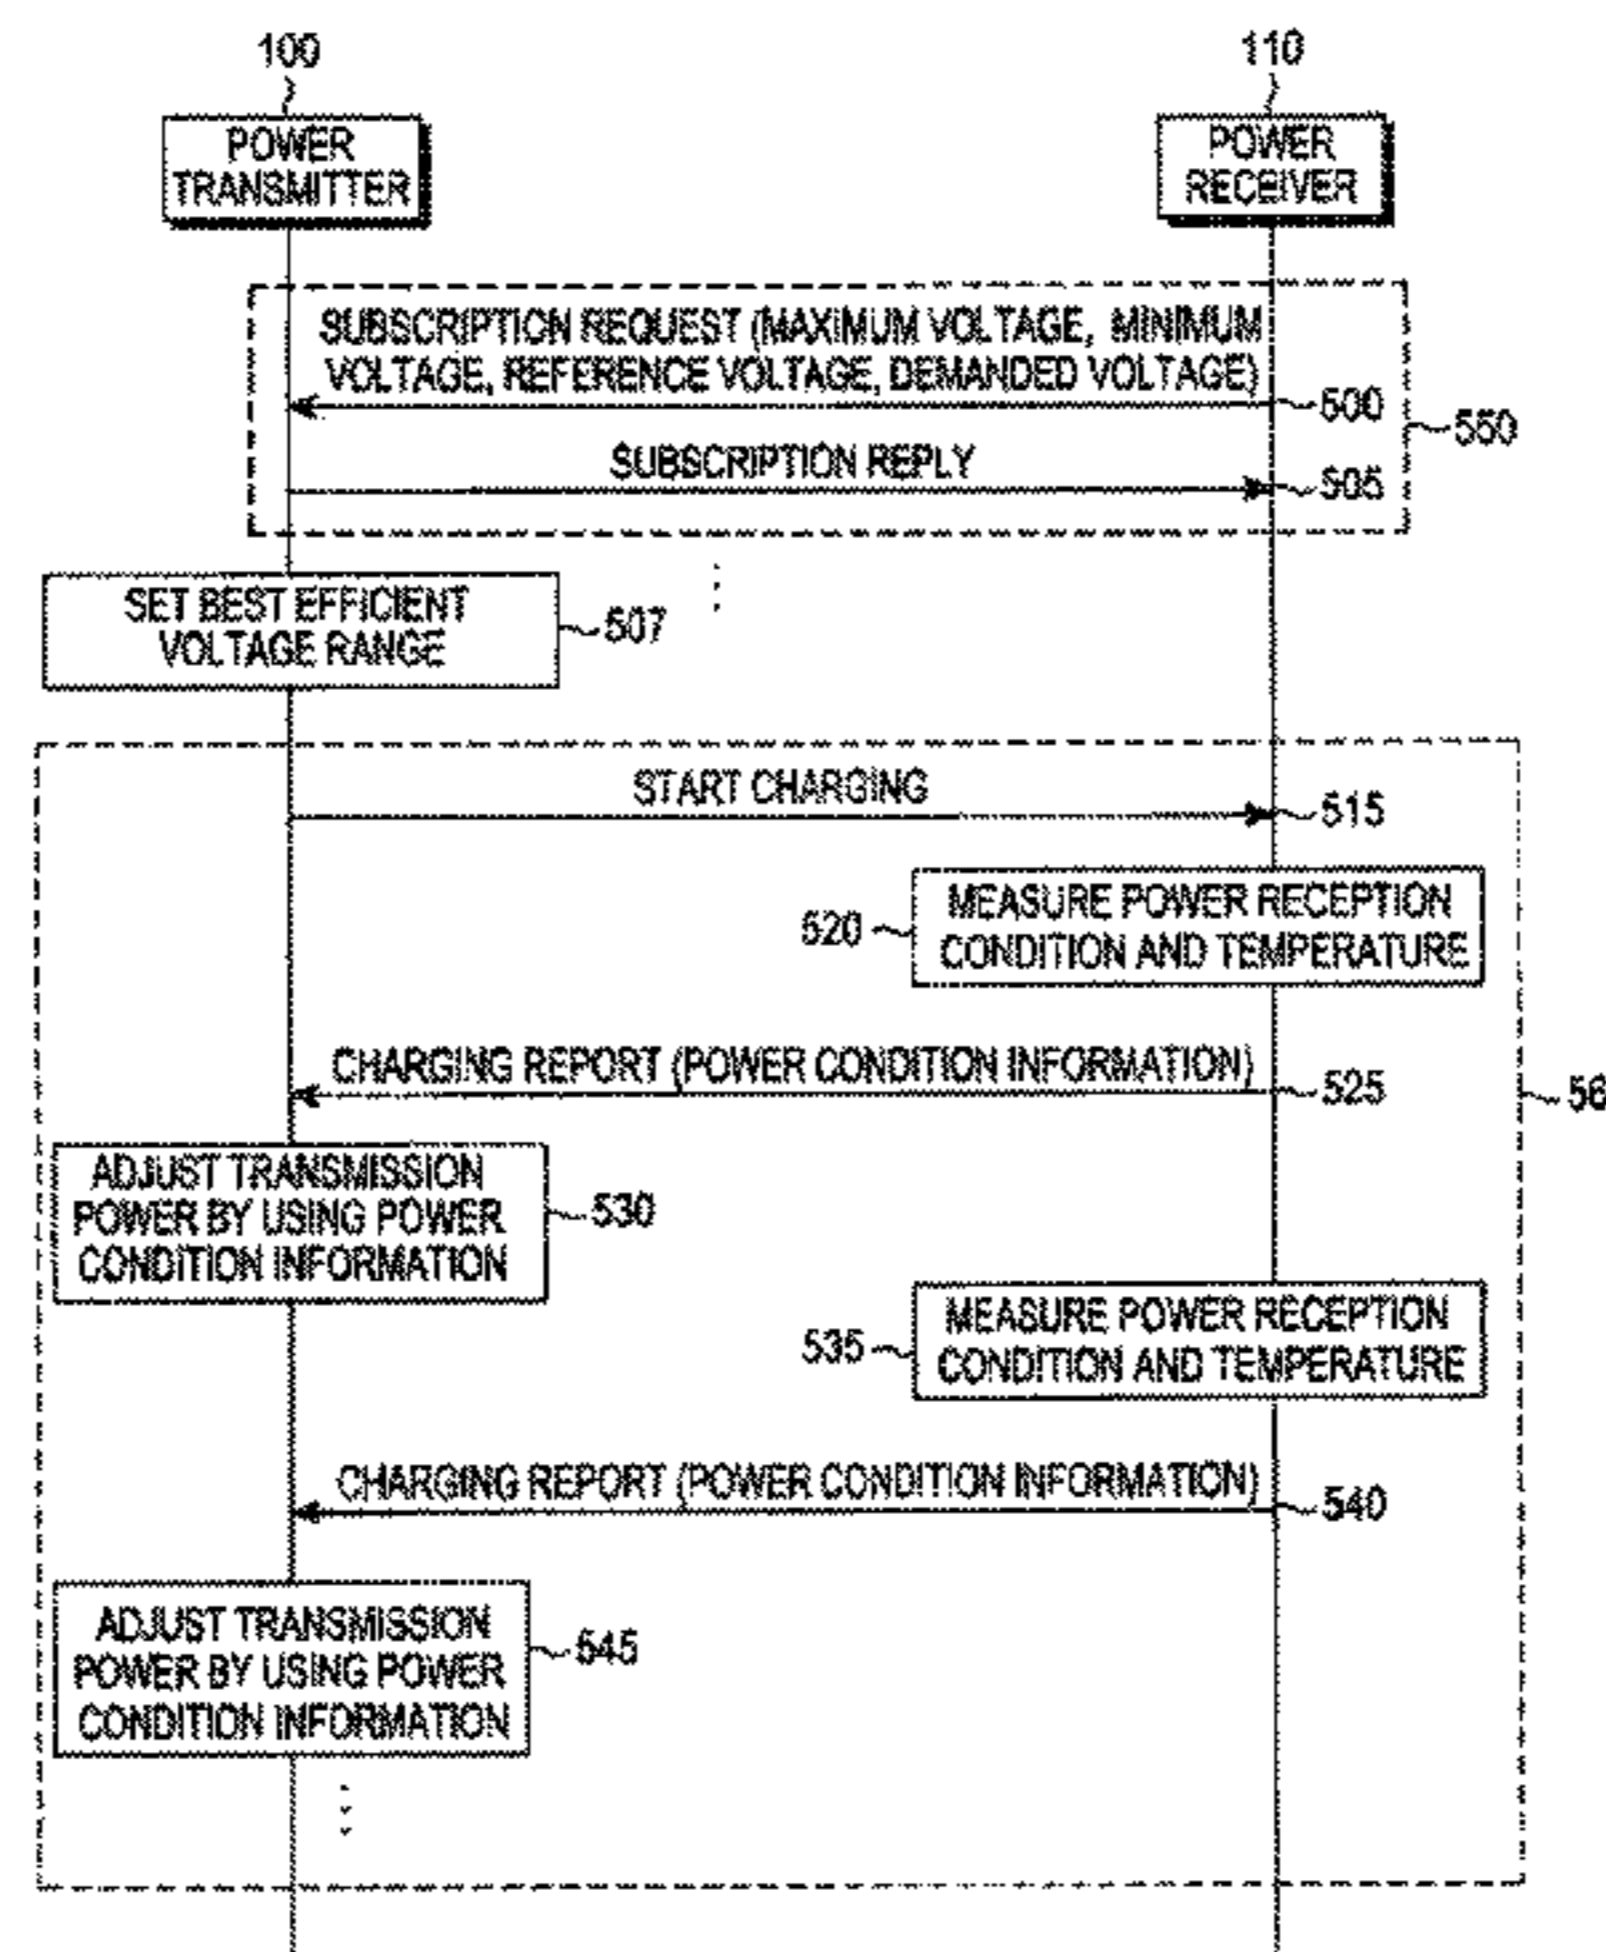 100
110
POWER
TRANSMITTER
POWER
RECEIVER
SUBSCRIPTION REQUEST (MAXIMUM VOLTAGE, MINIMUM
VOLTAGE, REFERENCE VOLTAGE, DEMANDED VOLTAGE)
500
550
SUBSCRIPTION REPLY
505
SET BEST EFFICIENT
VOLTAGE RANGE
507
START CHARGING
515
MEASURE POWER RECEPTION
CONDITION AND TEMPERATURE
520
CHARGING REPORT (POWER CONDITION INFORMATION)
525
56
ADJUST TRANSMISSION
POWER BY USING POWER
CONDITION INFORMATION
530
MEASURE POWER RECEPTION
CONDITION AND TEMPERATURE
535
CHARGING REPORT (POWER CONDITION INFORMATION)
540
ADJUST TRANSMISSION
POWER BY USING POWER
CONDITION INFORMATION
545